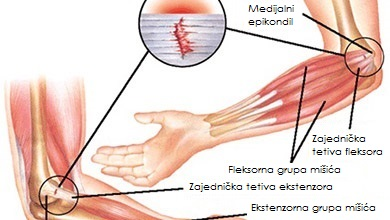 Medijalni
epikondil
Zajednička
tetiva fleksora
Fleksorna grupa mišića
Zajednička tetiva ekstenzora
Ekstenzorna grupa mišića